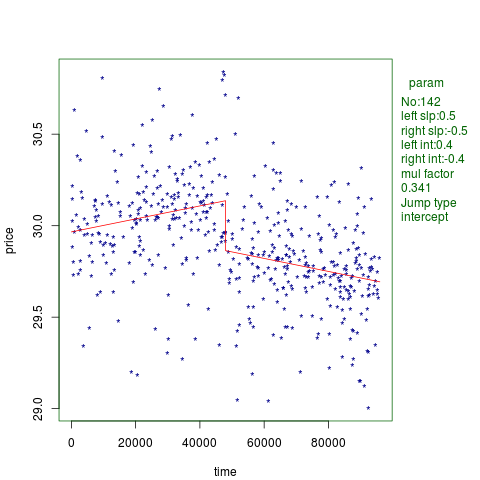 param
No:142
left slp:0.5
right slp:-0.5
left int:0.4
right int:-0.4
mul factor
0.341
Jump type
intercept
price
30.5
30.0
29.5
29.0
0 20000 40000 60000 80000
time